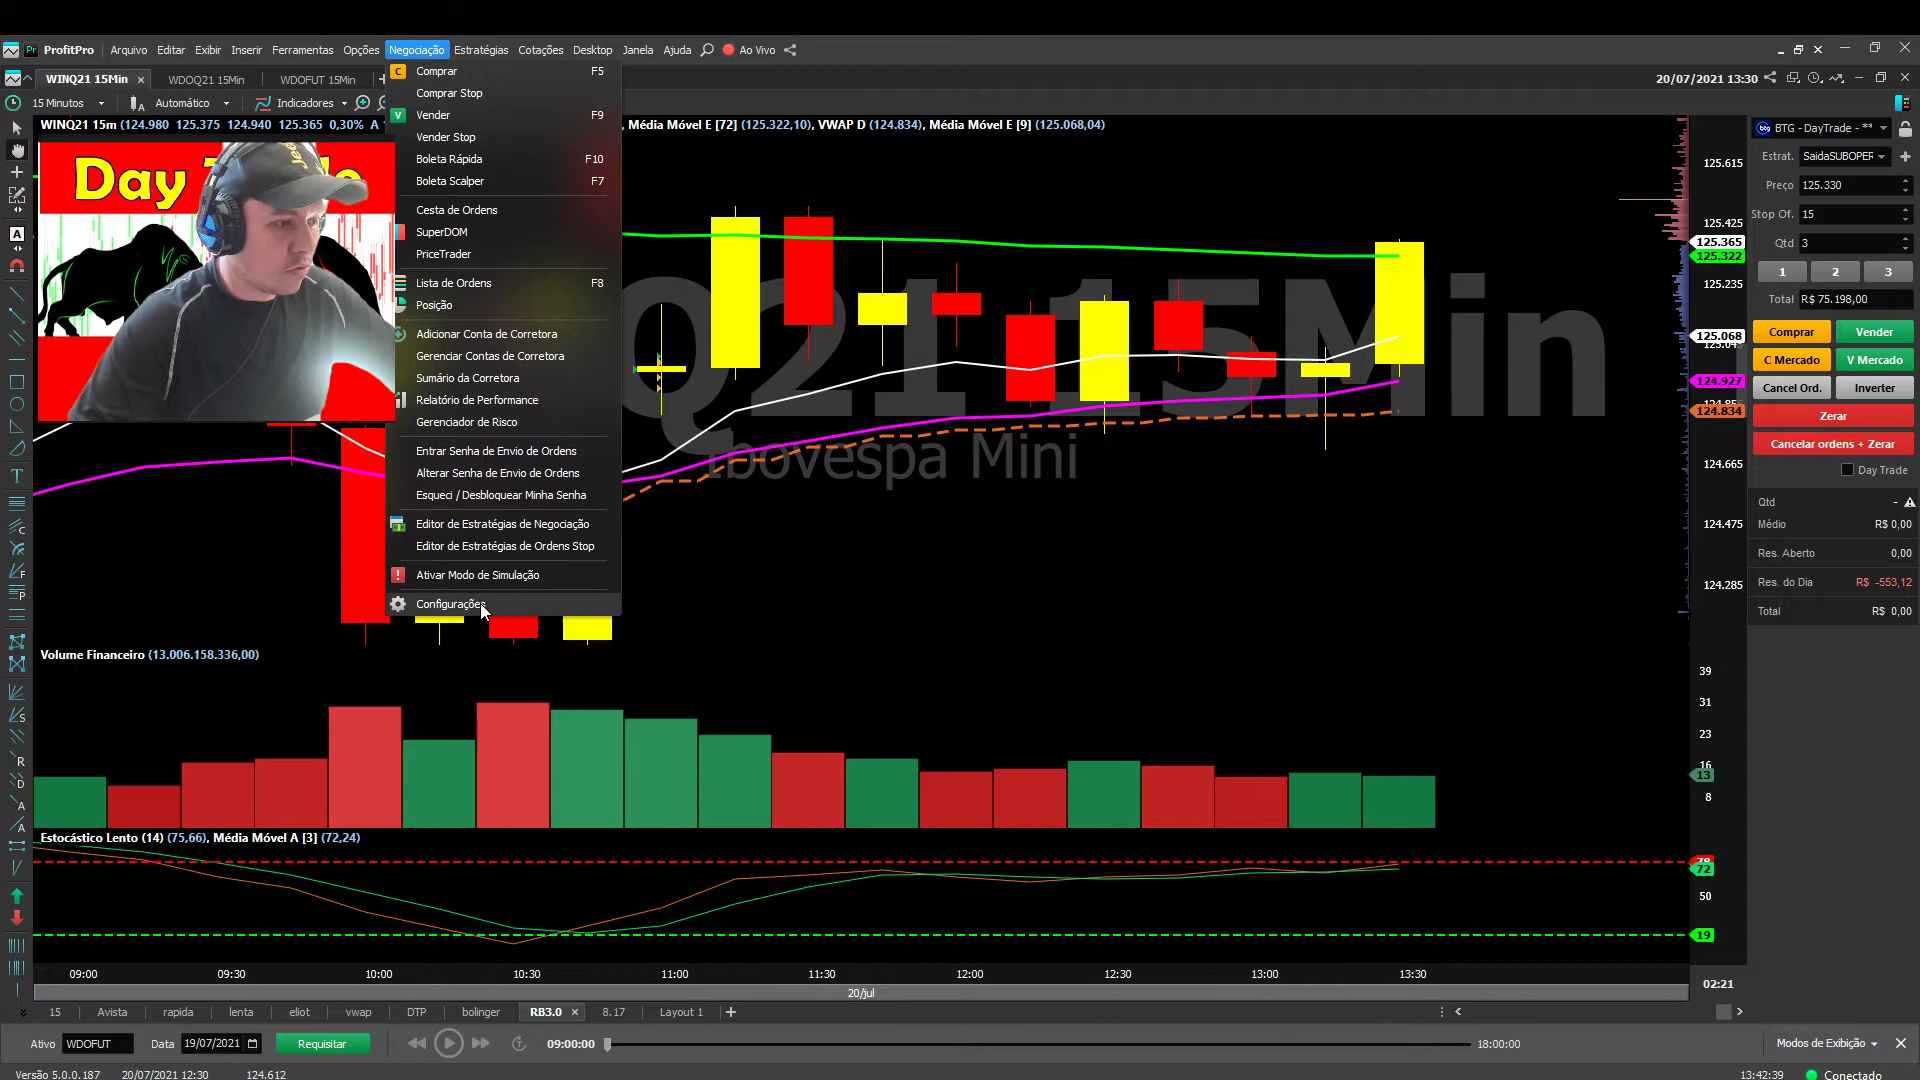 ProfitPro Arquivo Editar Exibir Inserir Ferramentas Opções Negociação Estratégias Cotações Desktop Janela Ajuda Ao Vivo
WINQ21 15Min WDOQ21 15Min WDOFUT 15Min
20/07/2021 13:30
15 Minutos Automático Indicadores
WINQ21 15m (124.980 125.375 124.940 125.365 0,30% A
, Média Móvel E [72] (125.322,10), VWAP D (124.834), Média Móvel E [9] (125.068,04)
Day
Comprar F5
Comprar Stop
Vender F9
Vender Stop
Boleta Rápida F10
Boleta Scalper F7
Cesta de Ordens
SuperDOM
PriceTrader
Lista de Ordens F8
Posição
Adicionar Conta de Corretora
Gerenciar Contas de Corretora
Sumário da Corretora
Relatório de Performance
Gerenciador de Risco
Entrar Senha de Envio de Ordens
Alterar Senha de Envio de Ordens
Esqueci / Desbloquear Minha Senha
Editor de Estratégias de Negociação
Editor de Estratégias de Ordens Stop
Ativar Modo de Simulação
Configurações
Q21 15Min
Ibovespa Mini
125.615
125.425
125.365
125.322
125.235
125.068
124.927
124.834
124.665
124.475
124.285
BTG - DayTrade - **
Estrat. SaidaSUBOPER
Preço 125.330
Stop Of. 15
Qtd 3
1 2 3
Total R$ 75.198,00
Comprar Vender
C Mercado V Mercado
Cancel Ord. Inverter
Zerar
Cancelar ordens + Zerar
Day Trade
Qtd -
Médio R$ 0,00
Res. Aberto 0,00
Res. do Dia R$ -553,12
Total R$ 0,00
Volume Financeiro (13.006.158.336,00)
39
31
23
16
13
8
Estocástico Lento (14) (75,66), Média Móvel A [3] (72,24)
78
72
50
19
09:00 09:30 10:00 10:30 11:00 11:30 12:00 12:30 13:00 13:30
02:21
20/jul
15 Avista rapida lenta eliot vwap DTP bolinger RB3.0 8.17 Layout 1
Ativo WDOFUT Data 19/07/2021 Requisitar 09:00:00 18:00:00 Modos de Exibição
Versão 5.0.0.187 20/07/2021 12:30 124.612 13:42:39 Conectado